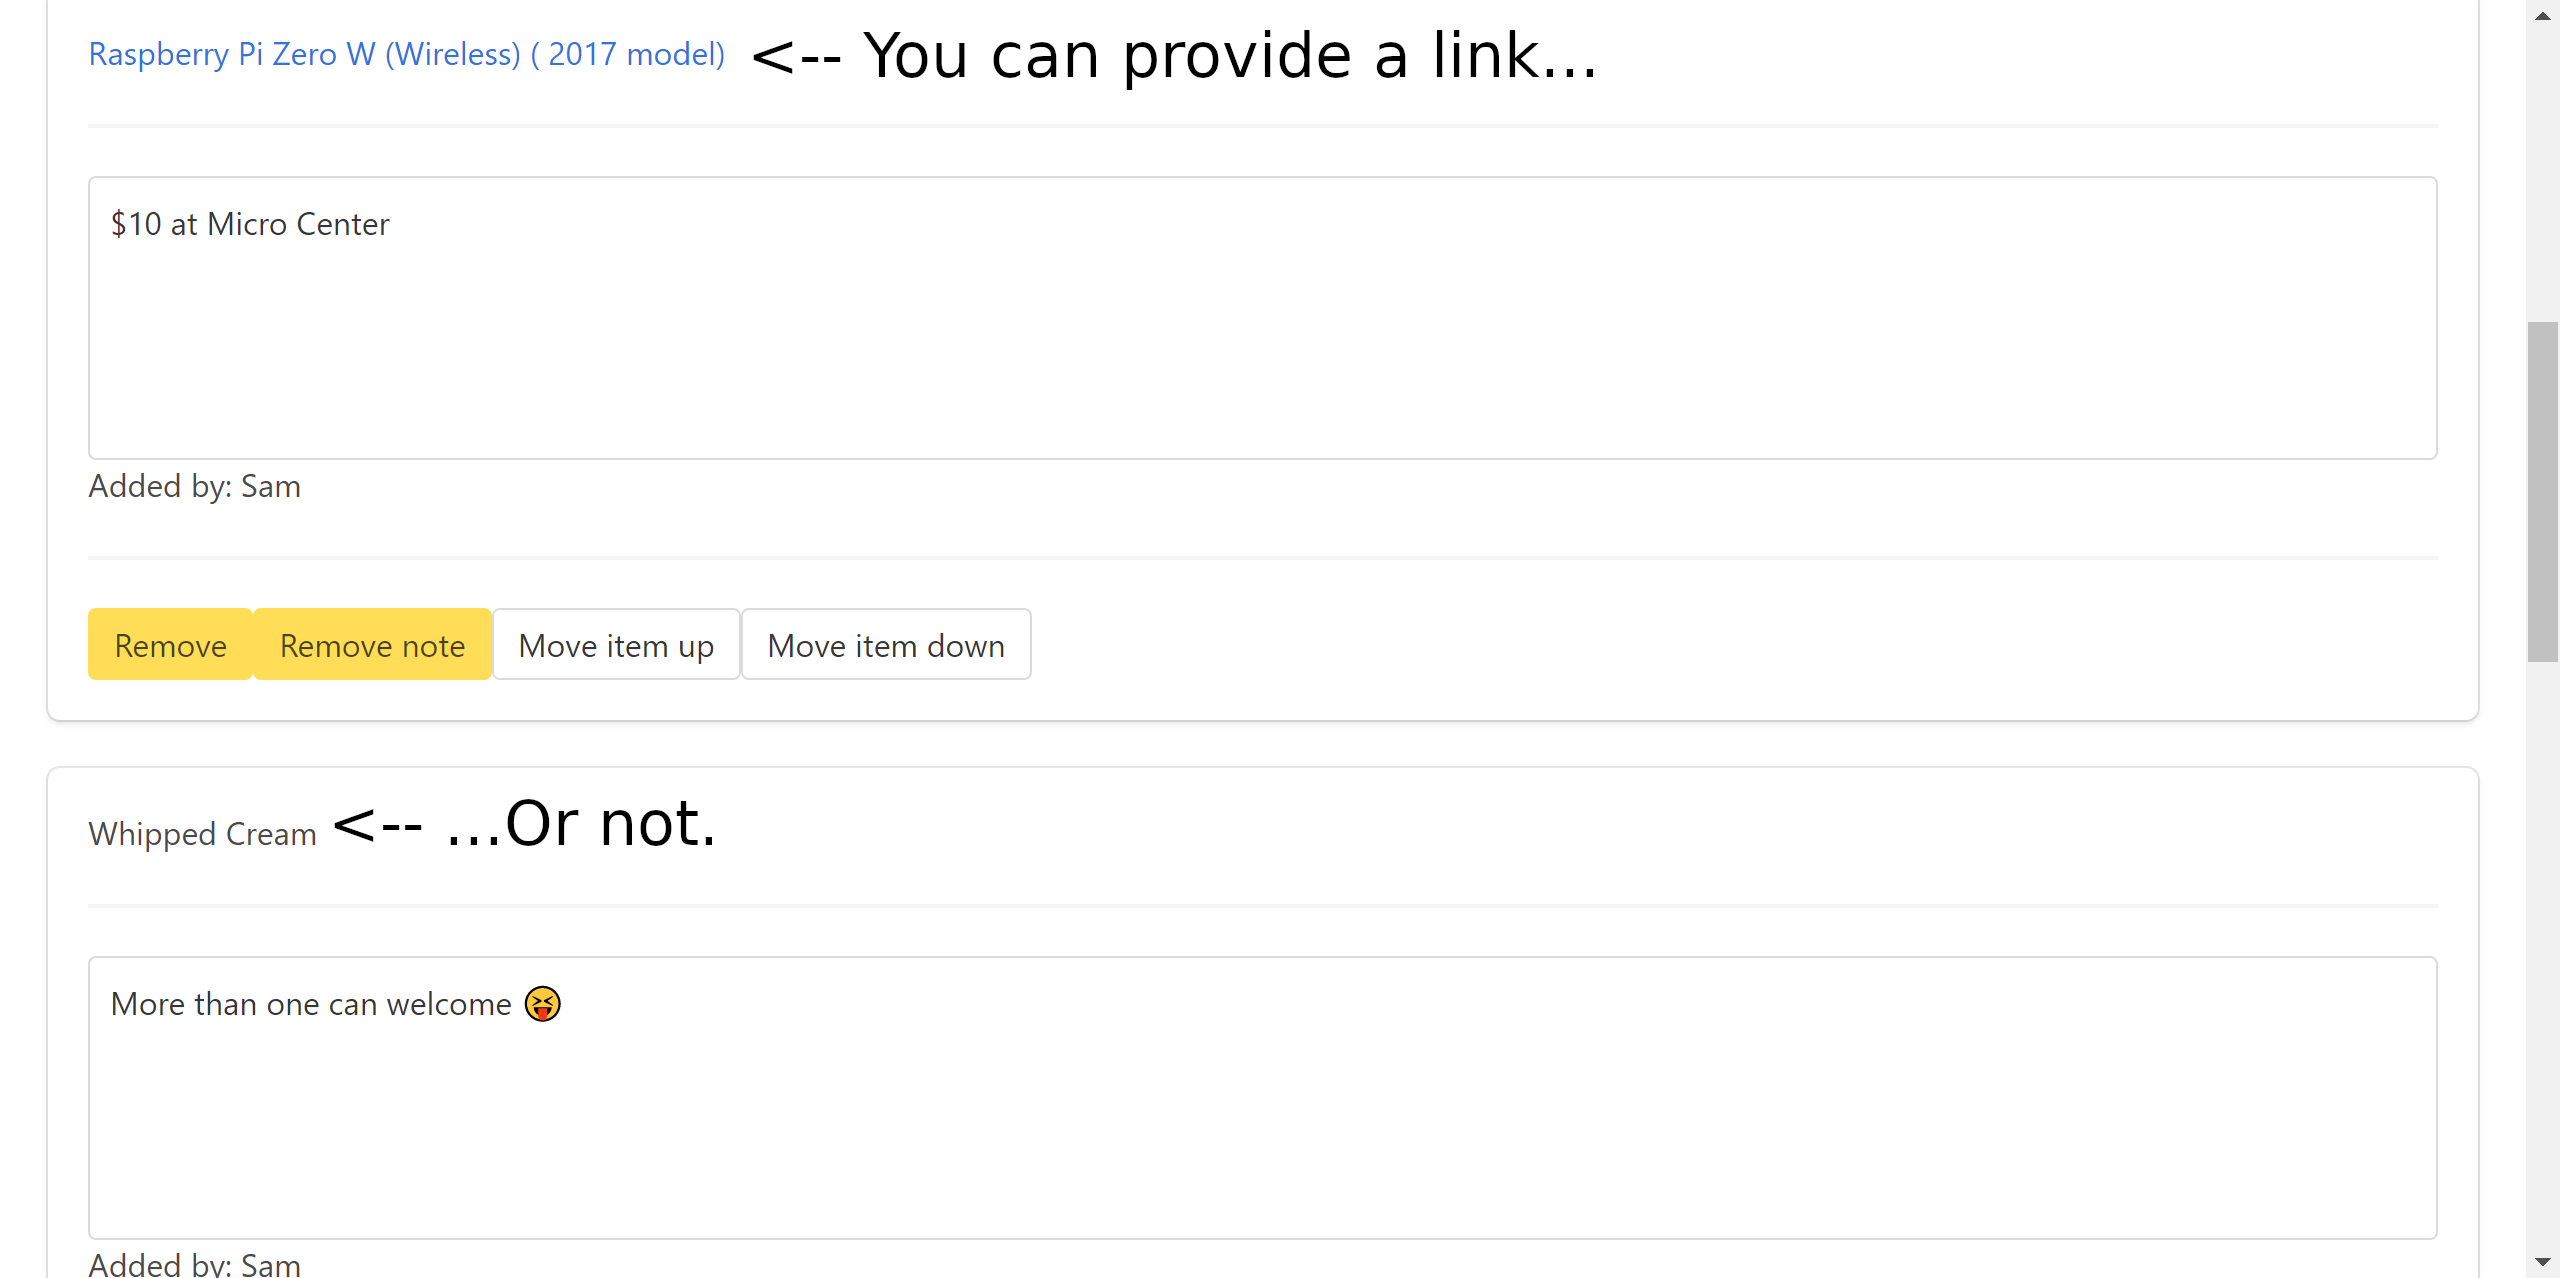 Raspberry Pi Zero W (Wireless) ( 2017 model) <-- You can provide a link...
$10 at Micro Center
Added by: Sam
Remove Remove note Move item up Move item down
Whipped Cream <-- ...Or not.
More than one can welcome 😝
Added by: Sam